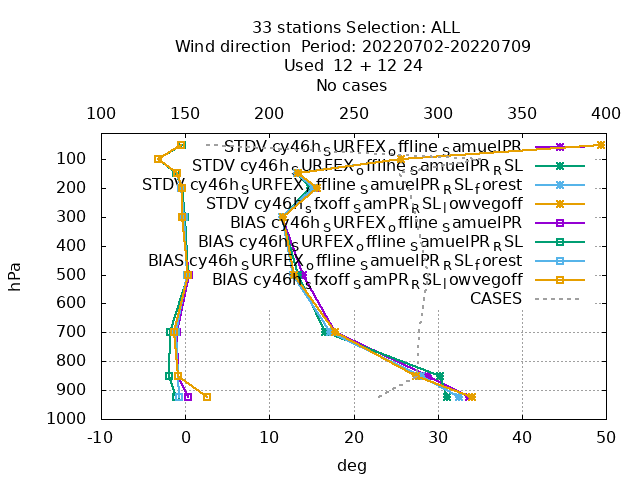 33 stations Selection: ALL
Wind direction  Period: 20220702-20220709
Used  12 + 12 24
No cases
100 150 200 250 300 350 400
STDV cy46h_SURFEX_offline_samuelPR
100
STDV cy46h_SURFEX_offline_samuelPR_RSL
STDV cy46h_SURFEX_offline_samuelPR_RSL_forest
200
STDV cy46h_sfxoff_samPR_RSL_lowvegoff
300
BIAS cy46h_SURFEX_offline_samuelPR
BIAS cy46h_SURFEX_offline_samuelPR_RSL
400
BIAS cy46h_SURFEX_offline_samuelPR_RSL_forest
500
BIAS cy46h_sfxoff_samPR_RSL_lowvegoff
CASES
600
700
800
900
1000
hPa
-10 0 10 20 30 40 50
deg